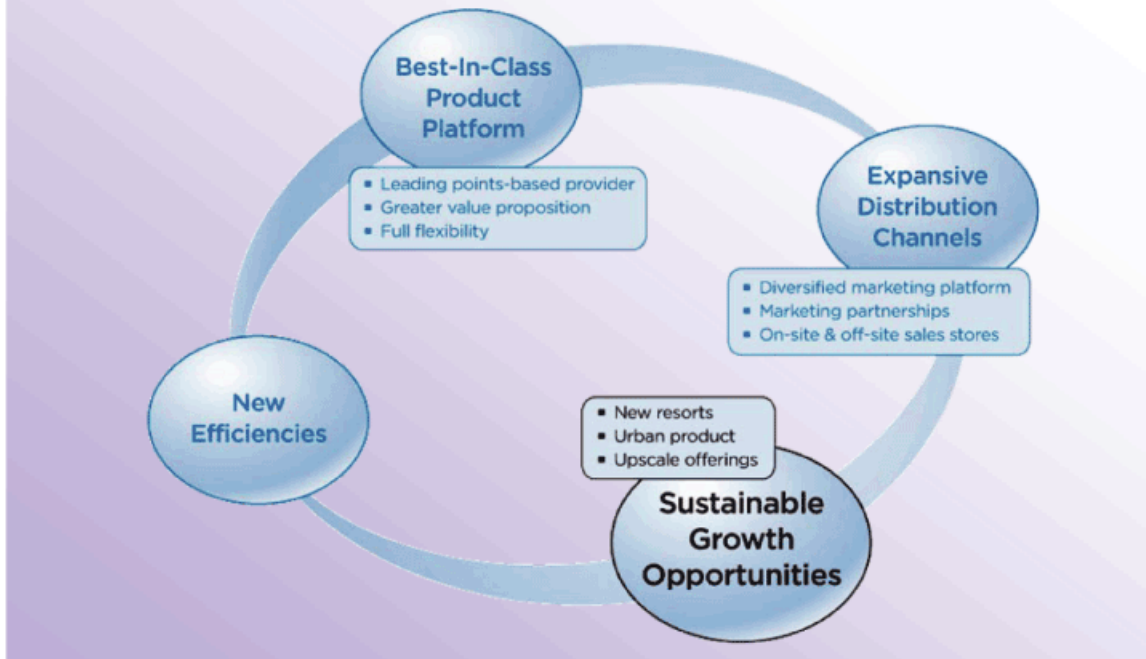 Best-In-Class
Product
Platform
▪ Leading points-based provider
▪ Greater value proposition
▪ Full flexibility
Expansive
Distribution
Channels
▪ Diversified marketing platform
▪ Marketing partnerships
▪ On-site & off-site sales stores
New
Efficiencies
▪ New resorts
▪ Urban product
▪ Upscale offerings
Sustainable
Growth
Opportunities